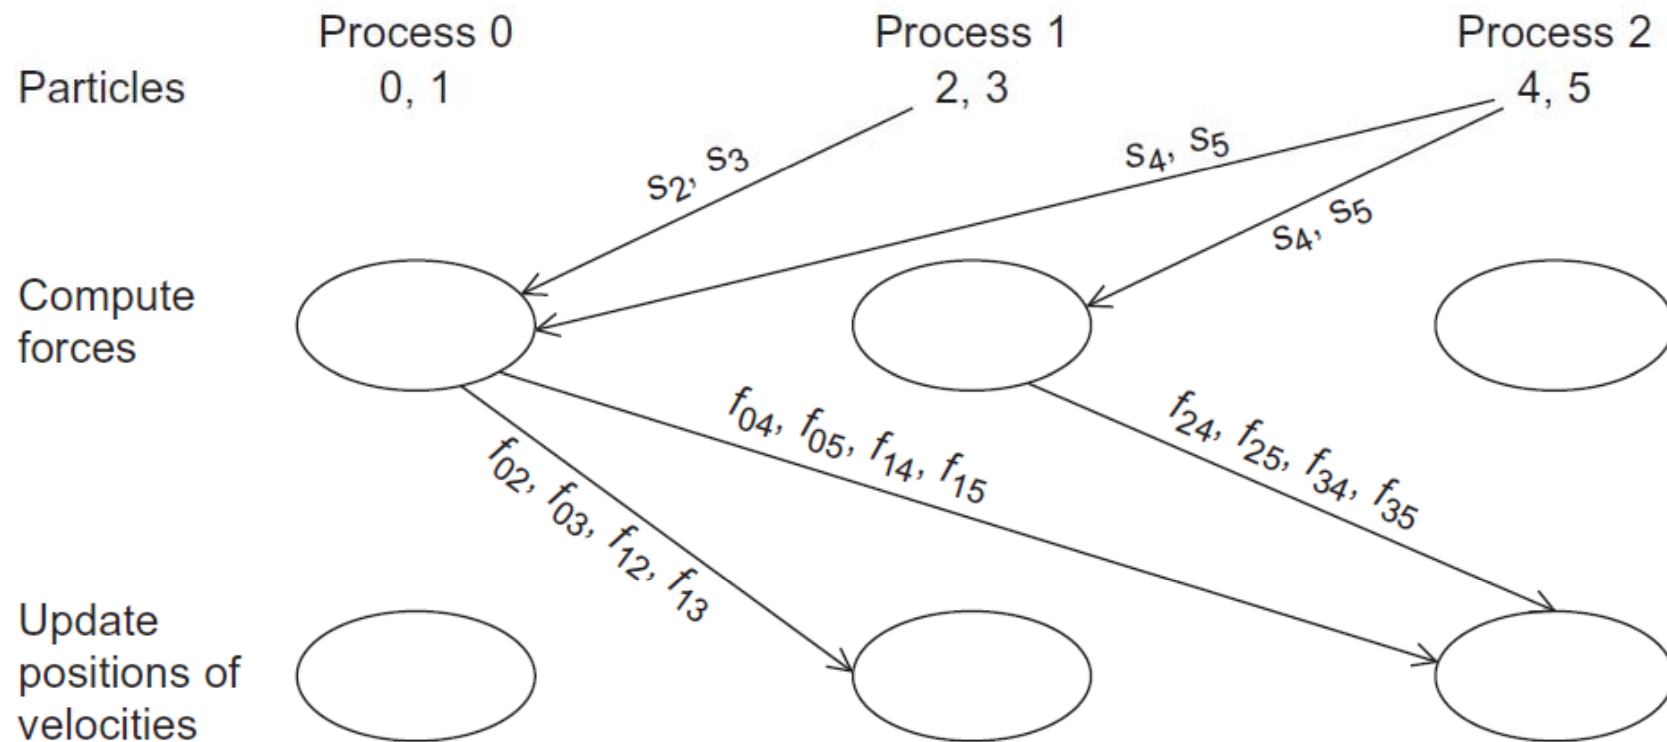 Process 0 Process 1 Process 2
Particles 0, 1 2, 3 4, 5
s2, s3
s4, s5
s4, s5
Compute
forces
f02, f03, f12, f13
f04, f05, f14, f15
f24, f25, f34, f35
Update
positions of
velocities